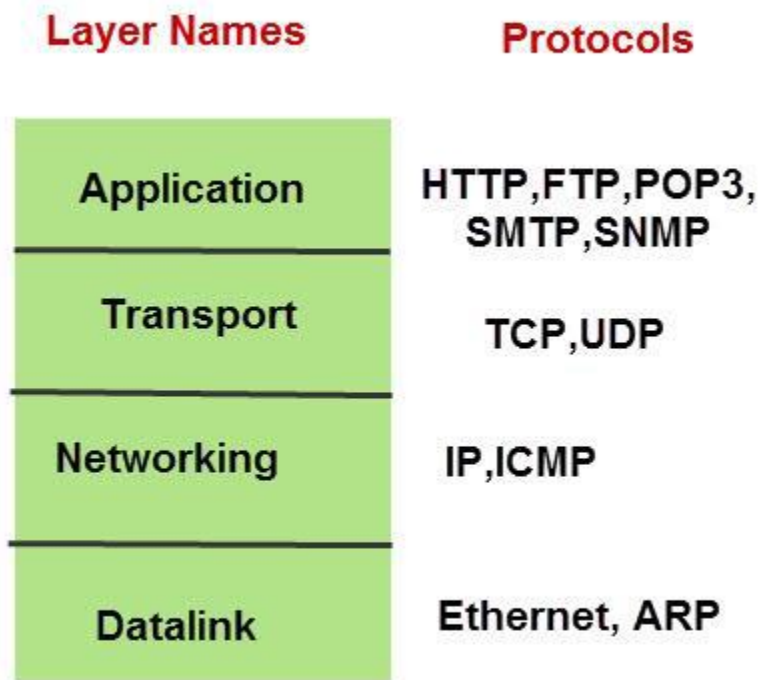 Layer Names
Protocols
Application
HTTP,FTP,POP3,
SMTP,SNMP
Transport
TCP,UDP
Networking
IP,ICMP
Datalink
Ethernet, ARP